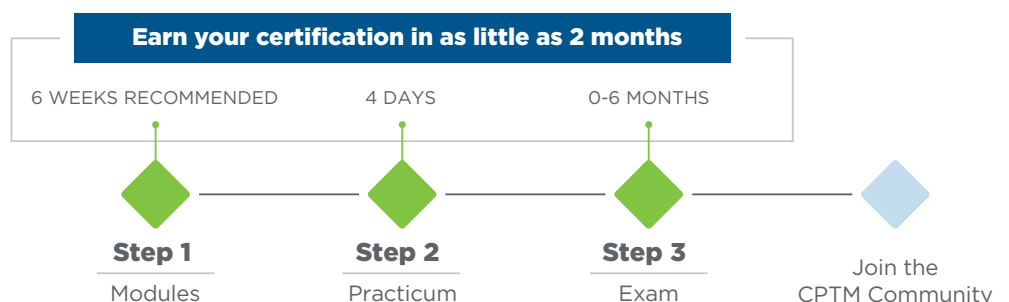 Earn your certification in as little as 2 months
6 WEEKS RECOMMENDED
4 DAYS
0-6 MONTHS
Step 1
Modules
Step 2
Practicum
Step 3
Exam
Join the
CPTM Community